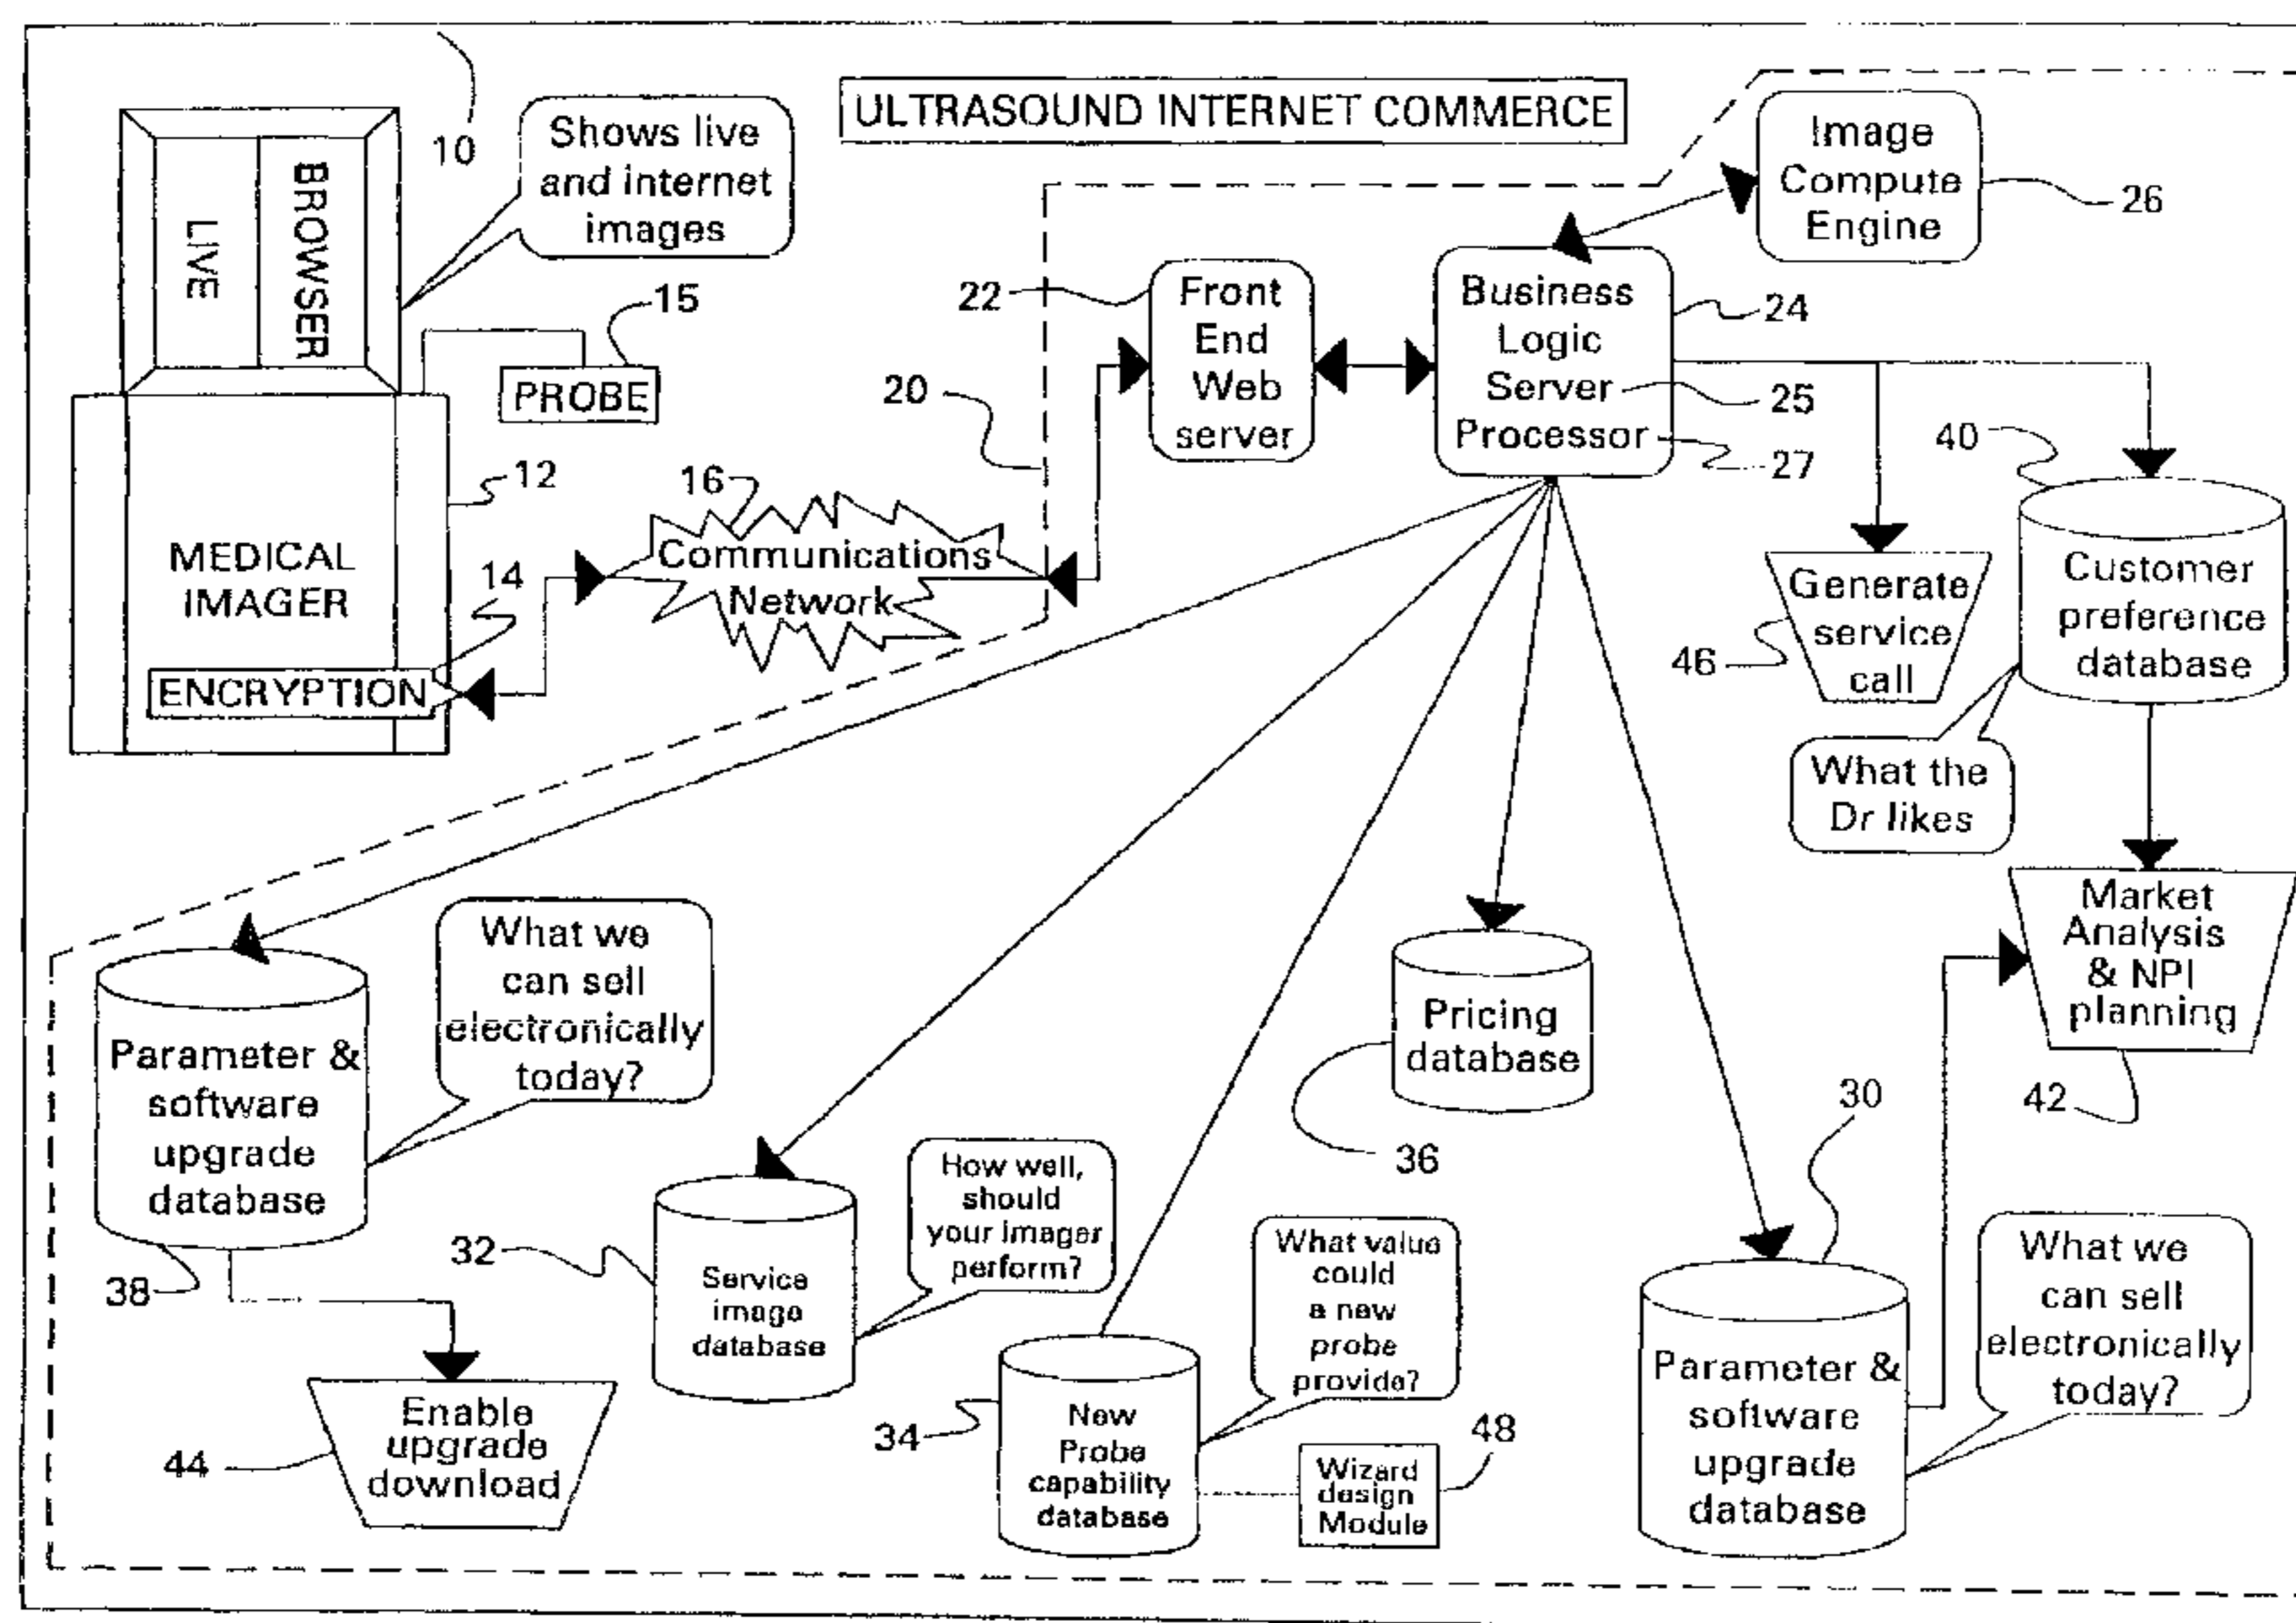 10
ULTRASOUND INTERNET COMMERCE
LIVE
BROWSER
Shows live
and internet
images
15
PROBE
12
MEDICAL
IMAGER
14
ENCRYPTION
16
Communications
Network
20
22
Front
End
Web
server
Business
Logic
Server
Processor
24
25
27
Image
Compute
Engine
26
40
Customer
preference
database
Generate
service
call
46
What the
Dr likes
Market
Analysis
& NPI
planning
42
Parameter &
software
upgrade
database
38
What we
can sell
electronically
today?
Enable
upgrade
download
44
32
Service
image
database
How well,
should
your imager
perform?
34
New
Probe
capability
database
What value
could
a new
probe
provide?
48
Wizard
design
Module
Pricing
database
36
30
Parameter &
software
upgrade
database
What we
can sell
electronically
today?